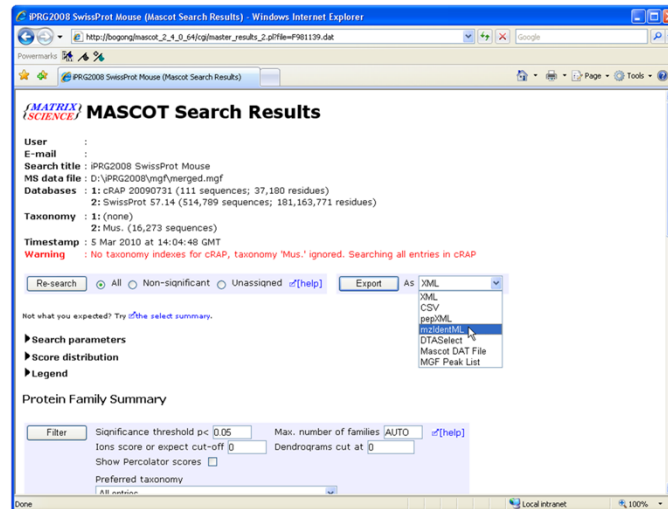 iPRG2008 SwissProt Mouse (Mascot Search Results) - Windows Internet Explorer
http://bogong/mascot_2_4_0_64/cgi/master_results_2.pl?file=F981139.dat
Google
Powermarks
iPRG2008 SwissProt Mouse (Mascot Search Results)
Page
Tools
{MATRIX SCIENCE} MASCOT Search Results
User :
E-mail :
Search title : iPRG2008 SwissProt Mouse
MS data file : D:\iPRG2008\mgf\merged.mgf
Databases : 1: cRAP 20090731 (111 sequences; 37,180 residues)
2: SwissProt 57.14 (514,789 sequences; 181,163,771 residues)
Taxonomy : 1: (none)
2: Mus. (16,273 sequences)
Timestamp : 5 Mar 2010 at 14:04:48 GMT
Warning : No taxonomy indexes for cRAP, taxonomy 'Mus.' ignored. Searching all entries in cRAP
Re-search All Non-significant Unassigned [help] Export As XML
XML
CSV
pepXML
mzIdentML
DTASelect
Mascot DAT File
MGF Peak List
Not what you expected? Try the select summary.
Search parameters
Score distribution
Legend
Protein Family Summary
Filter Significance threshold p< 0.05 Max. number of families AUTO [help]
Ions score or expect cut-off 0 Dendrograms cut at 0
Show Percolator scores
Preferred taxonomy
All entries
Done Local intranet 100%